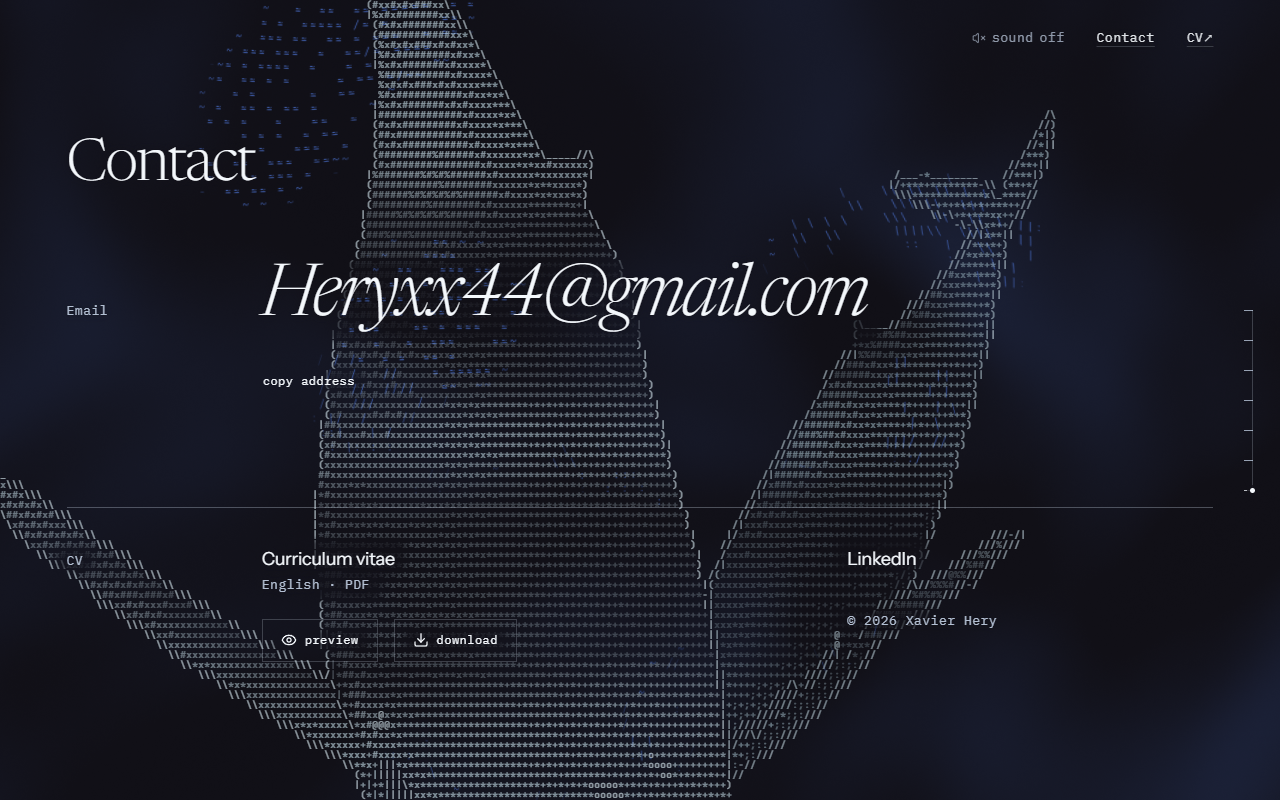 sound off
Contact
CV↗
Contact
Email
Heryxx44@gmail.com
copy address
CV
Curriculum vitae
English · PDF
preview
download
LinkedIn
© 2026 Xavier Hery